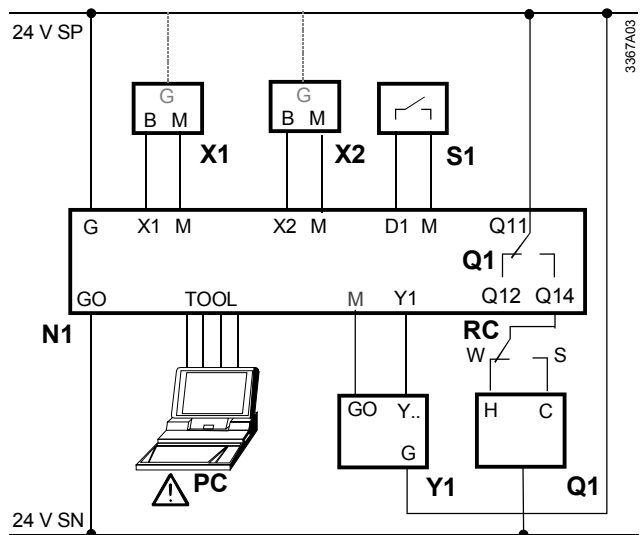 24 V SP
3367A03
G
B M
X1
G
B M
X2
S1
G X1 M X2 M D1 M Q11
Q1
GO TOOL M Y1 Q12 Q14
N1
RC
W S
GO Y..
G
Y1
H C
Q1
PC
24 V SN